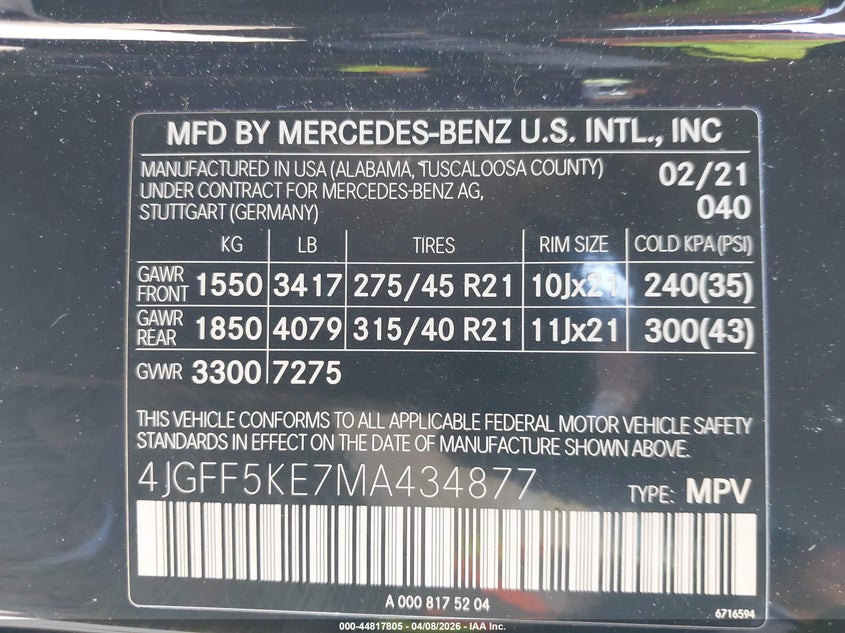 MFD BY MERCEDES-BENZ U.S. INTL., INC
MANUFACTURED IN USA (ALABAMA, TUSCALOOSA COUNTY) 02/21
UNDER CONTRACT FOR MERCEDES-BENZ AG, 040
STUTTGART (GERMANY)
KG LB TIRES RIM SIZE COLD KPA (PSI)
GAWR FRONT 1550 3417 275/45 R21 10Jx21 240(35)
GAWR REAR 1850 4079 315/40 R21 11Jx21 300(43)
GVWR 3300 7275
THIS VEHICLE CONFORMS TO ALL APPLICABLE FEDERAL MOTOR VEHICLE SAFETY
STANDARDS IN EFFECT ON THE DATE OF MANUFACTURE SHOWN ABOVE.
4JGFF5KE7MA434877 TYPE: MPV
A 000 817 52 04
6716594
000-44817805 - 04/08/2026 - IAA Inc.